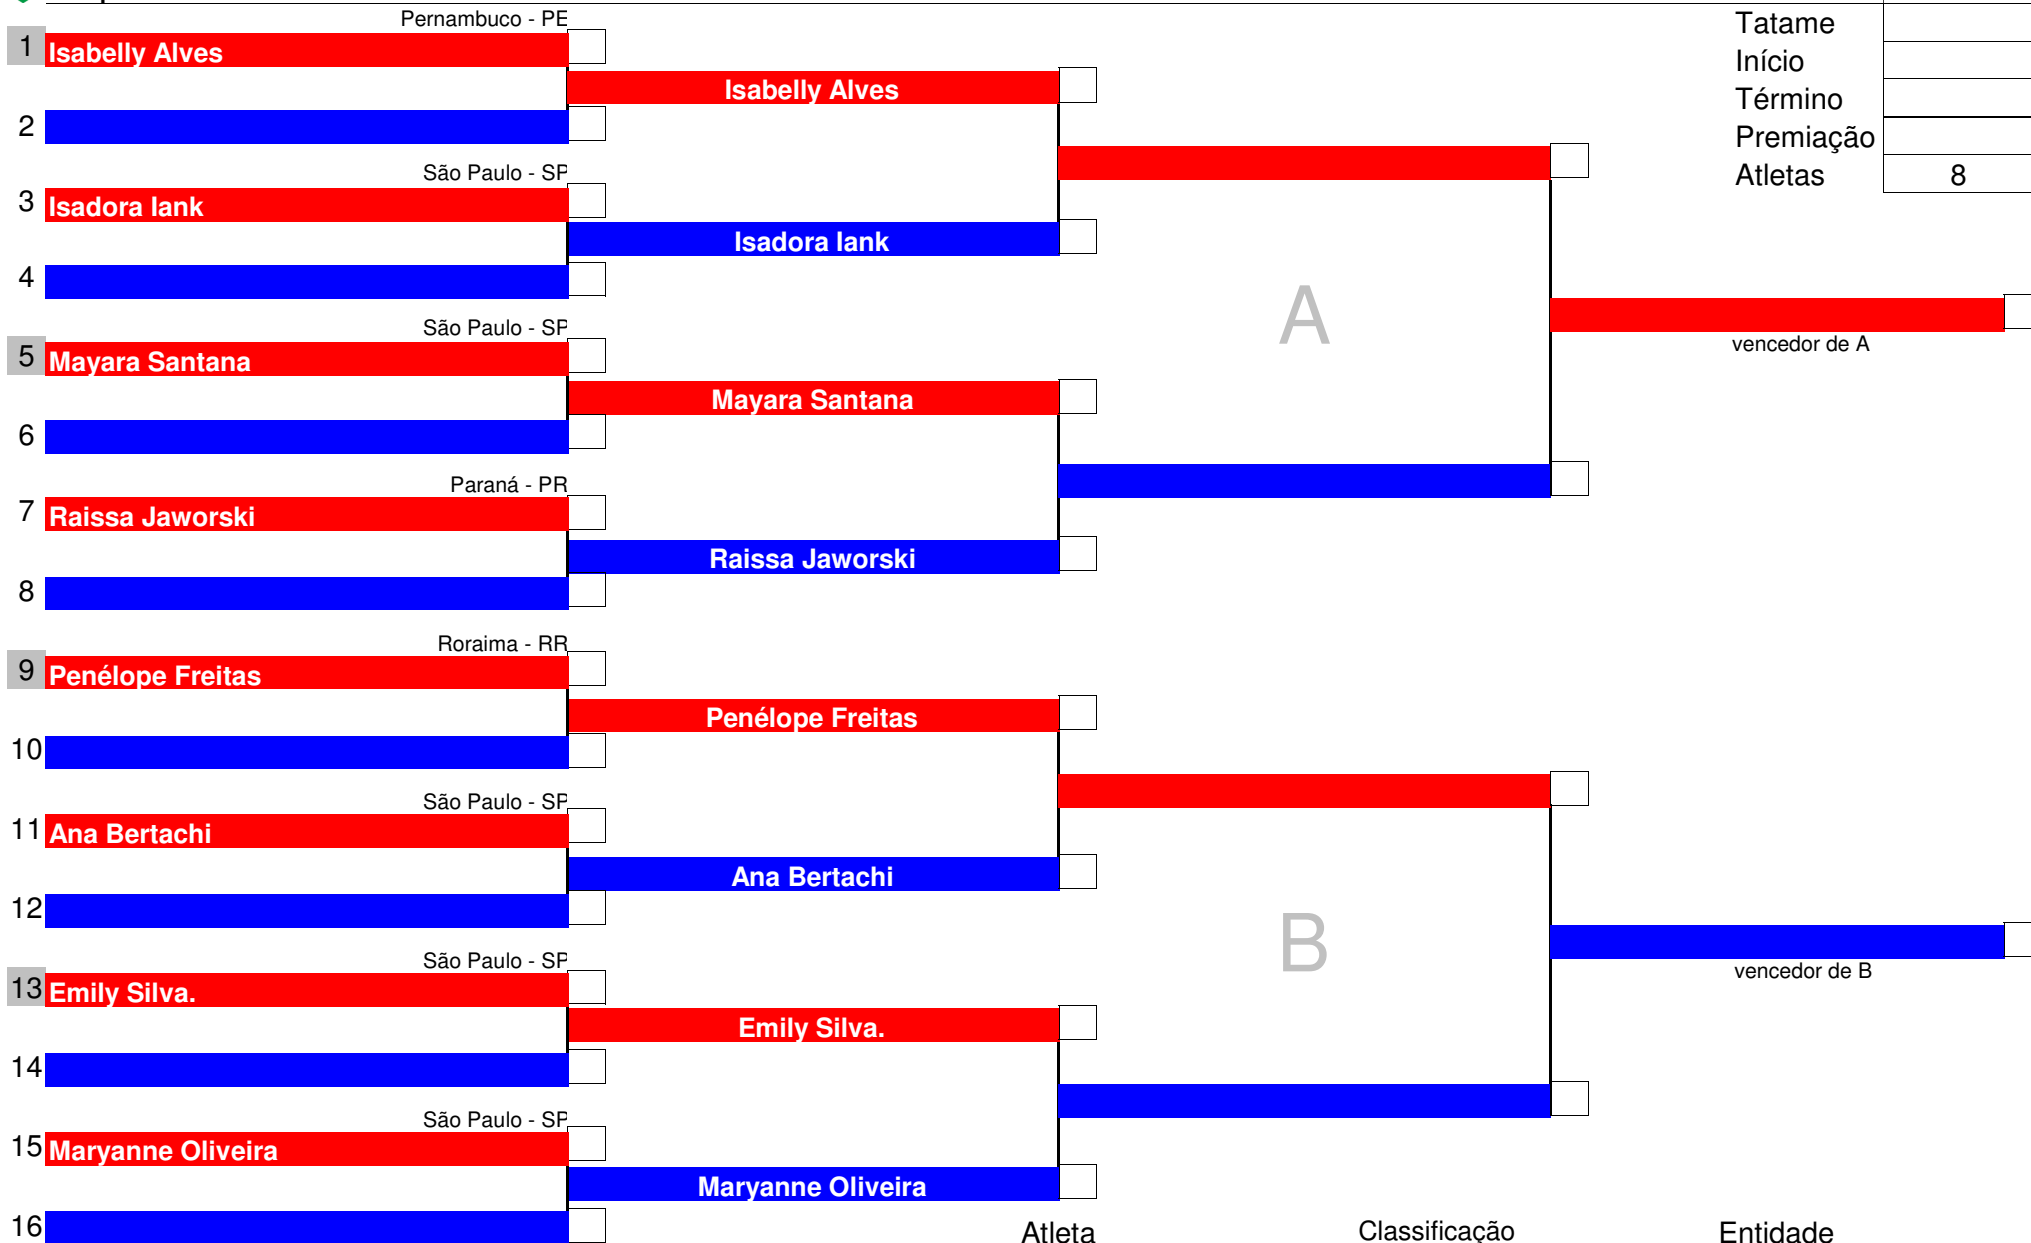 Pernambuco - PE
Tatame
1 Isabelly Alves
Isabelly Alves
Início
Término
2
Premiação
São Paulo - SP
Atletas 8
3 Isadora Iank
Isadora Iank
4
São Paulo - SP
A
5 Mayara Santana
vencedor de A
Mayara Santana
6
Paraná - PR
7 Raissa Jaworski
Raissa Jaworski
8
Roraima - RR
9 Penélope Freitas
Penélope Freitas
10
São Paulo - SP
11 Ana Bertachi
Ana Bertachi
12
B
São Paulo - SP
vencedor de B
13 Emily Silva.
Emily Silva.
14
São Paulo - SP
15 Maryanne Oliveira
Maryanne Oliveira
16
Atleta Classificação Entidade